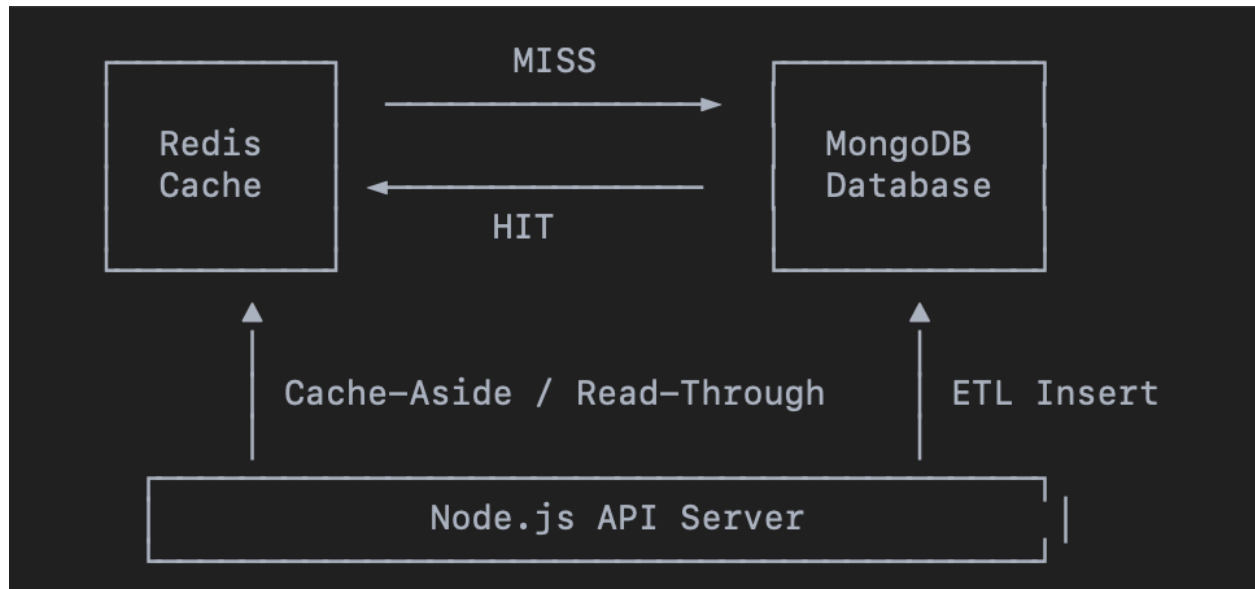 MISS
Redis
Cache
MongoDB
Database
HIT
Cache-Aside / Read-Through
ETL Insert
Node.js API Server